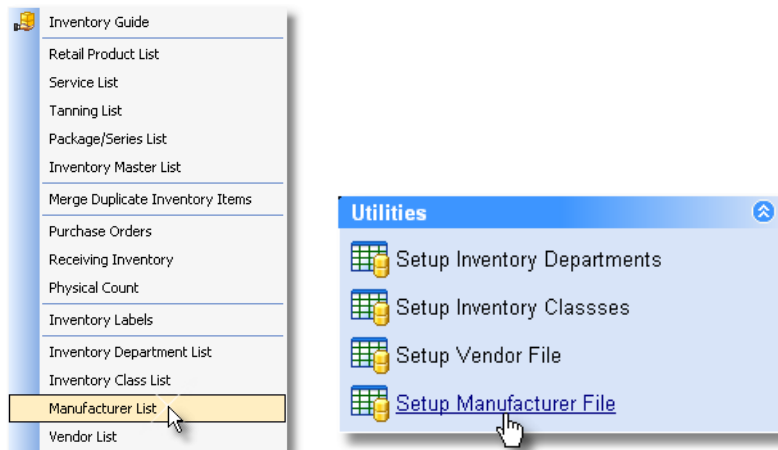 Inventory Guide
Retail Product List
Service List
Tanning List
Package/Series List
Inventory Master List
Merge Duplicate Inventory Items
Purchase Orders
Receiving Inventory
Physical Count
Inventory Labels
Inventory Department List
Inventory Class List
Manufacturer List
Vendor List
Utilities
Setup Inventory Departments
Setup Inventory Classses
Setup Vendor File
Setup Manufacturer File